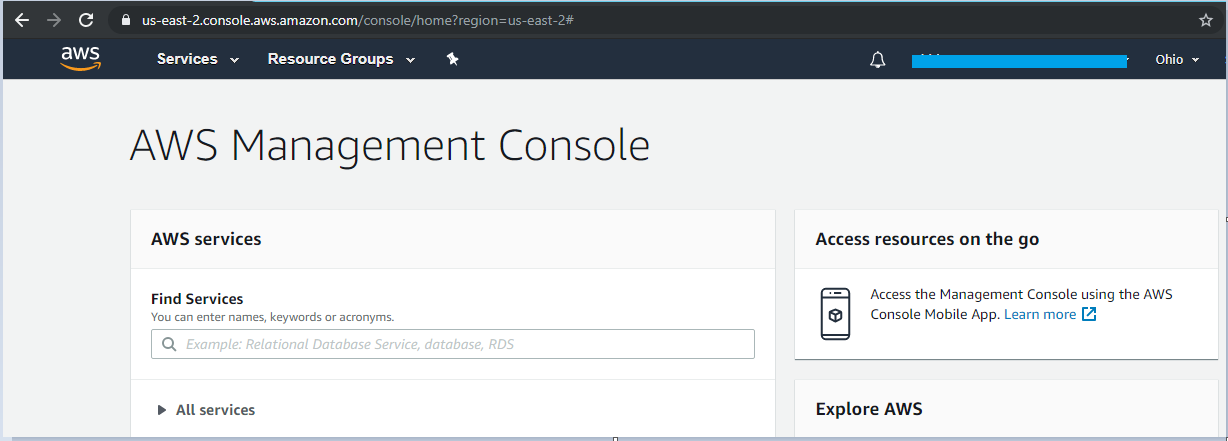 us-east-2.console.aws.amazon.com/console/home?region=us-east-2#
aws Services Resource Groups Ohio
AWS Management Console
AWS services
Access resources on the go
Find Services
You can enter names, keywords or acronyms.
Example: Relational Database Service, database, RDS
Access the Management Console using the AWS
Console Mobile App. Learn more
All services
Explore AWS